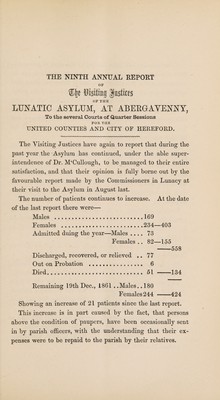 THE NINTH ANNUAL REPORT
OF
The Visiting Justices
OF THE
LUNATIC ASYLUM, AT ABERGAVENNY,
To the several Courts of Quarter Sessions
FOR THE
UNITED COUNTIES AND CITY OF HEREFORD.
The Visiting Justices have again to report that during the
past year the Asylum has continued, under the able super-
intendence of Dr. M'Cullough, to be managed to their entire
satisfaction, and that their opinion is fully borne out by the
favourable report made by the Commissioners in Lunacy at
their visit to the Asylum in August last.
The number of patients continues to increase. At the date
of the last report there were—
Males ........................169
Females ........................234—403
Admitted duing the year—Males .... 73
Females .. 82—155
——558
Discharged, recovered, or relieved .. 77
Out on Probation .............. 6
Died............................ 51 ——134
Remaining 19th Dec., 1861 ..Males..180
Females 244 ——424
Showing an increase of 21 patients since the last report.
This increase is in part caused by the fact, that persons
above the condition of paupers, have been occasionally sent
in by parish officers, with the understanding that their ex-
penses were to be repaid to the parish by their relatives.